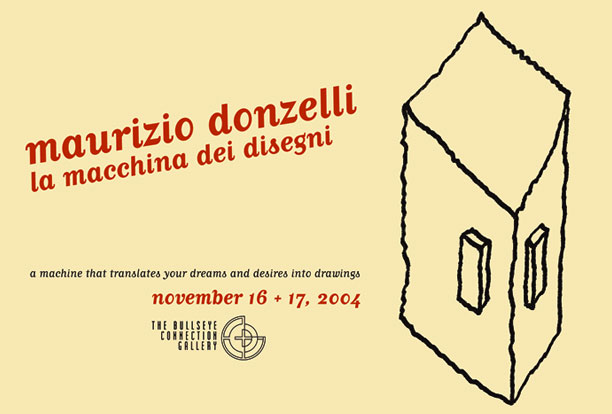 maurizio donzelli
la macchina dei disegni
a machine that translates your dreams and desires into drawings
november 16 + 17, 2004
THE BULLSEYE
CONNECTION
GALLERY